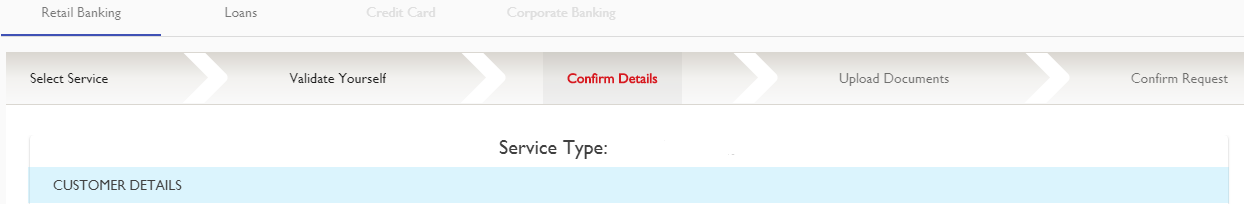 Retail Banking Loans Credit Card Corporate Banking
Select Service Validate Yourself Confirm Details Upload Documents Confirm Request
Service Type:
CUSTOMER DETAILS